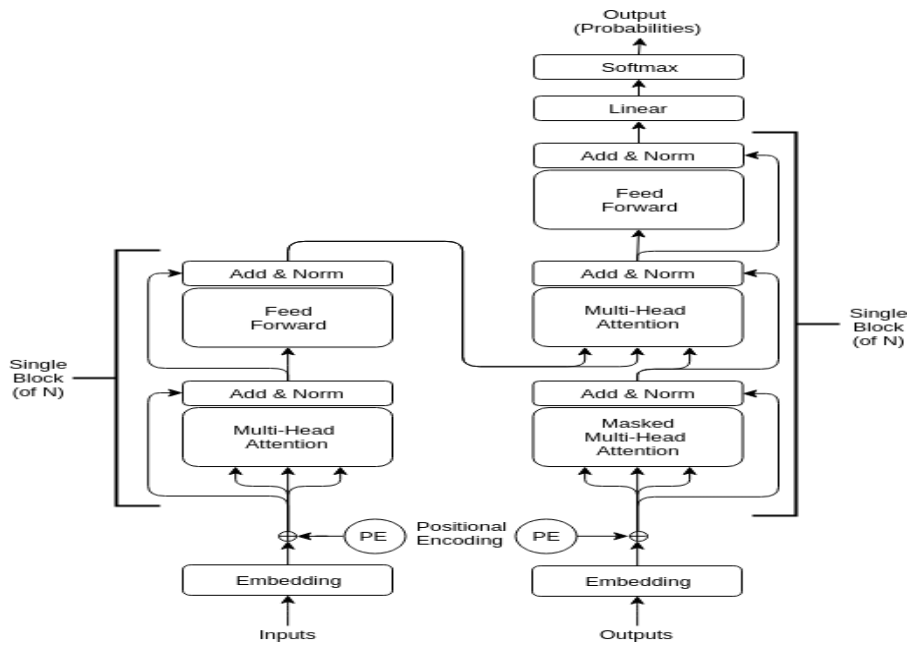 Output
(Probabilities)
Softmax
Linear
Add & Norm
Feed
Forward
Add & Norm
Multi-Head
Attention
Add & Norm
Masked
Multi-Head
Attention
Single
Block
(of N)
Add & Norm
Feed
Forward
Add & Norm
Multi-Head
Attention
Single
Block
(of N)
PE
Positional
Encoding
PE
Embedding
Embedding
Inputs
Outputs